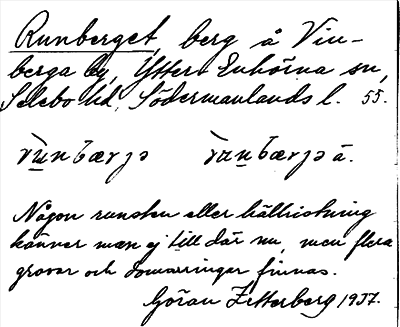 Runberget, berg å Vin-
berga by, Ytter Enhörna sn,
Selebo hd, Södermanlands l. 55.
Någon runsten eller hällristning
känner man ej till där nu, men flera
gravar och domarringar finnas.
Göran Zetterberg 1937.